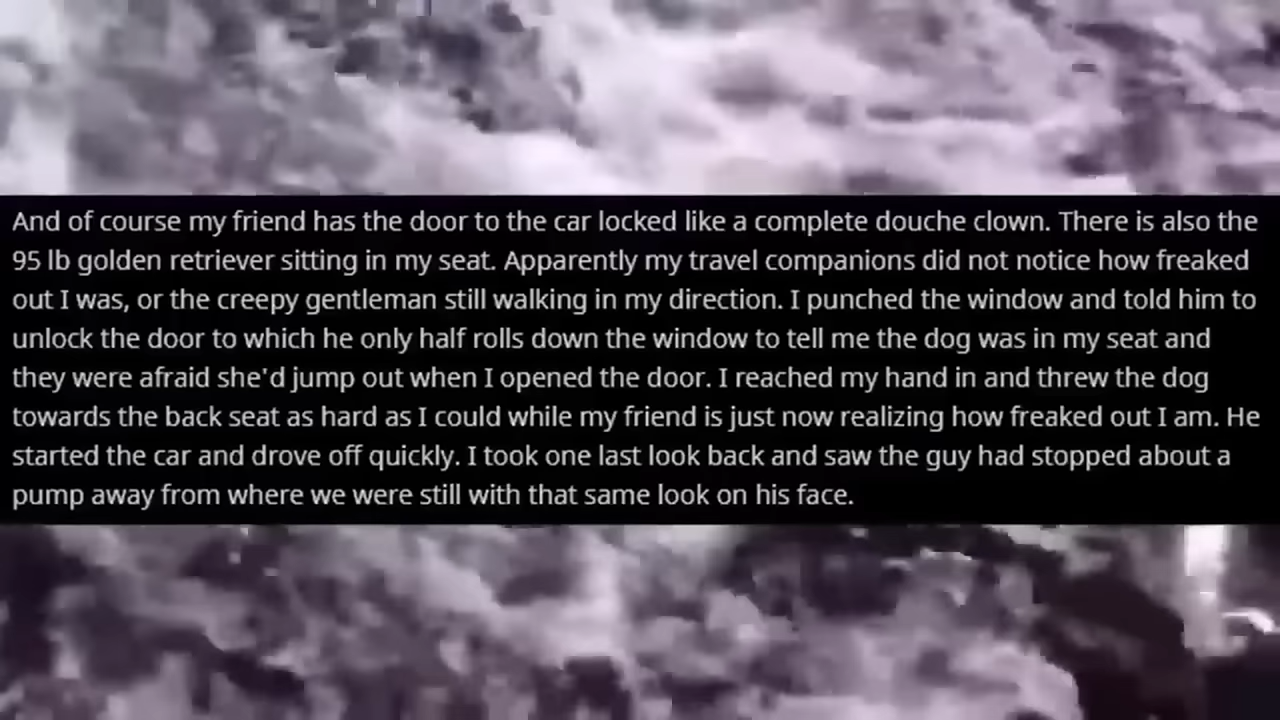 And of course my friend has the door to the car locked like a complete douche clown. There is also the
95 lb golden retriever sitting in my seat. Apparently my travel companions did not notice how freaked
out I was, or the creepy gentleman still walking in my direction. I punched the window and told him to
unlock the door to which he only half rolls down the window to tell me the dog was in my seat and
they were afraid she'd jump out when I opened the door. I reached my hand in and threw the dog
towards the back seat as hard as I could while my friend is just now realizing how freaked out I am. He
started the car and drove off quickly. I took one last look back and saw the guy had stopped about a
pump away from where we were still with that same look on his face.